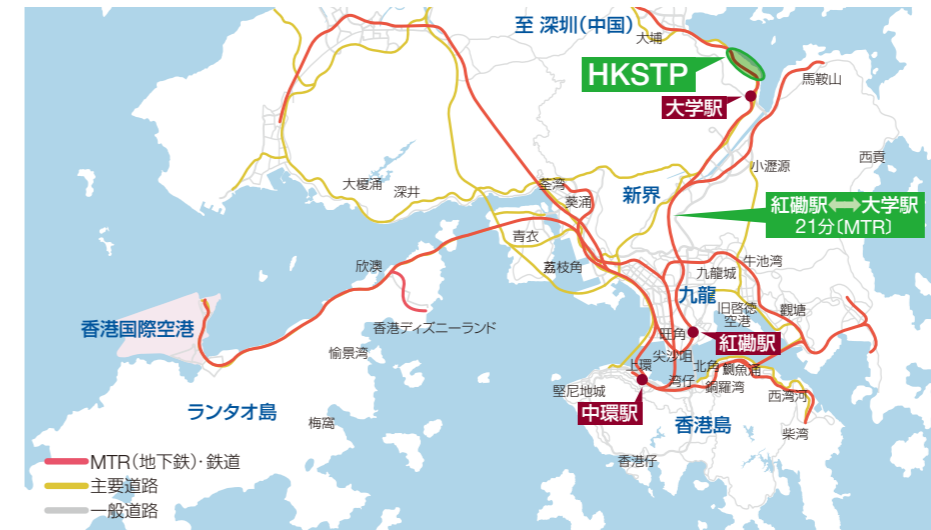 至 深圳(中国)
大埔
HKSTP
馬鞍山
大学駅
小瀝源
西貢
大榄涌
深井
荃湾
葵涌
新界
紅磡駅⟷大学駅
21分〔MTR〕
青衣
荔枝角
欣澳
九龍城
牛池湾
九龍
旧啓徳
空港
觀塘
香港国際空港
香港ディズニーランド
愉景湾
旺角
紅磡駅
尖沙咀
上環
北角
鰂魚涌
湾仔
銅羅湾
堅尼地城
西湾河
中環駅
ランタオ島
梅窩
香港島
柴湾
香港仔
MTR(地下鉄)・鉄道
主要道路
一般道路